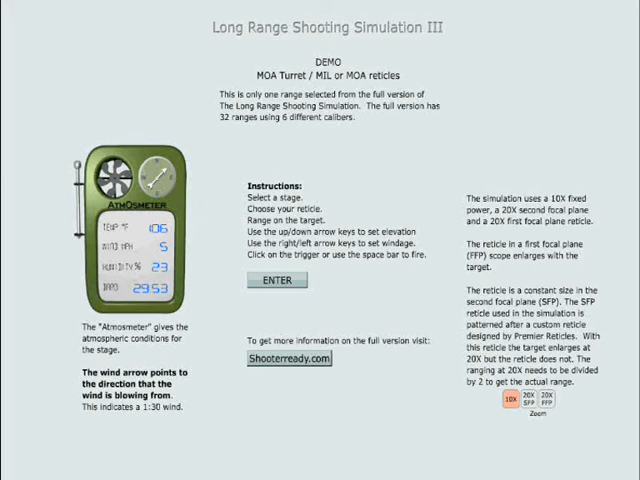 Long Range Shooting Simulation III
DEMO
MOA Turret / MIL or MOA reticles
This is only one range selected from the full version of
The Long Range Shooting Simulation. The full version has
32 ranges using 6 different calibers.
ATMOSMETER
TEMP °F 106
WIND MPH 5
HUMIDITY % 23
BARO 29.53
The "Atmosmeter" gives the
atmospheric conditions for
the stage.
The wind arrow points to
the direction that the
wind is blowing from.
This indicates a 1:30 wind.
Instructions:
Select a stage.
Choose your reticle.
Range on the target.
Use the up/down arrow keys to set elevation
Use the right/left arrow keys to set windage.
Click on the trigger or use the space bar to fire.
ENTER
To get more information on the full version visit:
Shooterready.com
The simulation uses a 10X fixed
power, a 20X second focal plane
and a 20X first focal plane reticle.
The reticle in a first focal plane
(FFP) scope enlarges with the
target.
The reticle is a constant size in the
second focal plane (SFP). The SFP
reticle used in the simulation is
patterned after a custom reticle
designed by Premier Reticles. With
this reticle the target enlarges at
20X but the reticle does not. The
ranging at 20X needs to be divided
by 2 to get the actual range.
10X 20X SFP 20X FFP
Zoom